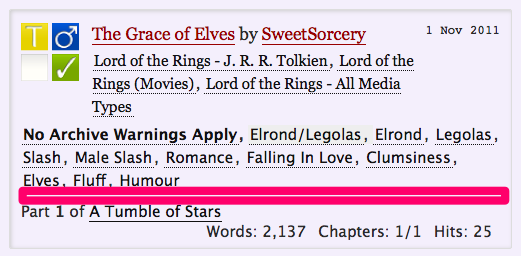 T
The Grace of Elves by SweetSorcery
1 Nov 2011
Lord of the Rings - J. R. R. Tolkien, Lord of the
Rings (Movies), Lord of the Rings - All Media
Types
No Archive Warnings Apply, Elrond/Legolas, Elrond, Legolas,
Slash, Male Slash, Romance, Falling In Love, Clumsiness,
Elves, Fluff, Humour
Part 1 of A Tumble of Stars
Words: 2,137 Chapters: 1/1 Hits: 25